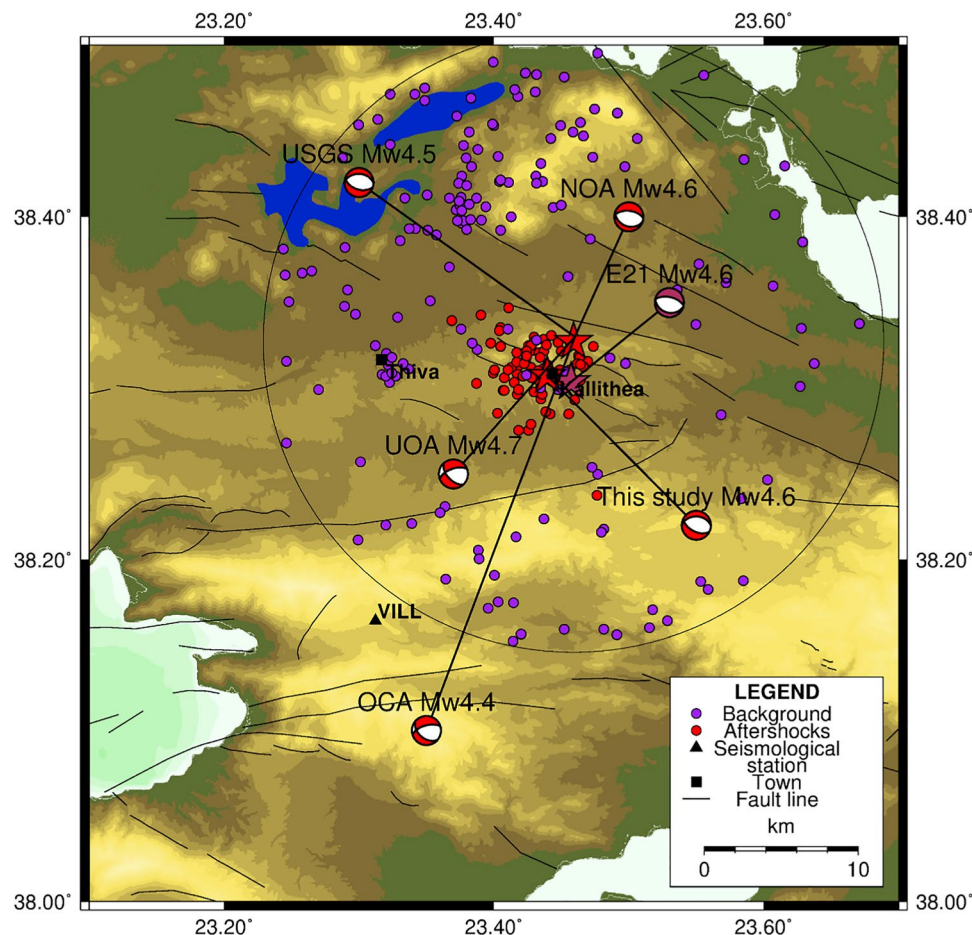 23.20° 23.40° 23.60°
USGS Mw4.5
NOA Mw4.6
38.40° 38.40°
E21 Mw4.6
Thiva
Kallithea
UOA Mw4.7
This study Mw4.6
38.20° 38.20°
VILL
OCA Mw4.4
LEGEND
Background
Aftershocks
Seismological
station
Town
Fault line
km
0 10
38.00° 38.00°
23.20° 23.40° 23.60°